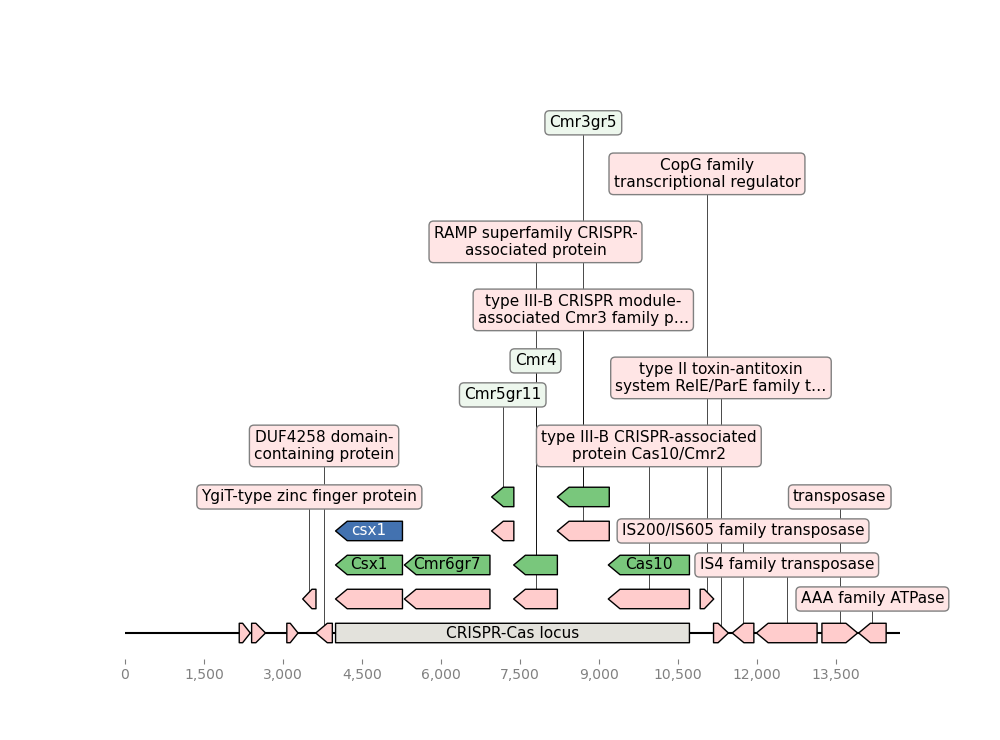 Cmr3gr5
CopG family
transcriptional regulator
RAMP superfamily CRISPR-
associated protein
type III-B CRISPR module-
associated Cmr3 family p…
Cmr4
type II toxin-antitoxin
system RelE/ParE family t…
Cmr5gr11
DUF4258 domain-
containing protein
type III-B CRISPR-associated
protein Cas10/Cmr2
YgiT-type zinc finger protein
transposase
csx1
IS200/IS605 family transposase
Csx1
Cmr6gr7
Cas10
IS4 family transposase
AAA family ATPase
CRISPR-Cas locus
0
1,500
3,000
4,500
6,000
7,500
9,000
10,500
12,000
13,500